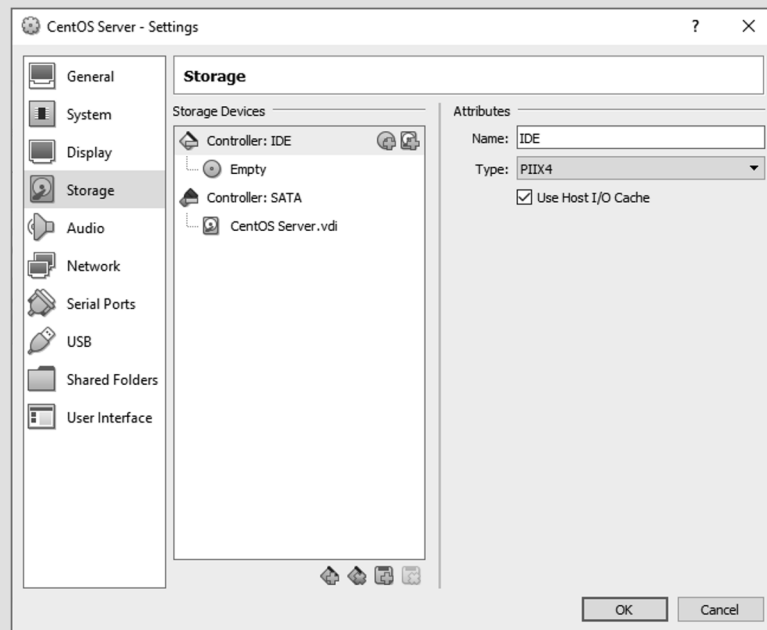 CentOS Server - Settings
?
General
System
Display
Storage
Audio
Network
Serial Ports
USB
Shared Folders
User Interface
Storage
Storage Devices
Controller: IDE
Empty
Controller: SATA
CentOS Server.vdi
Attributes
Name: IDE
Type: PIIX4
Use Host I/O Cache
OK
Cancel